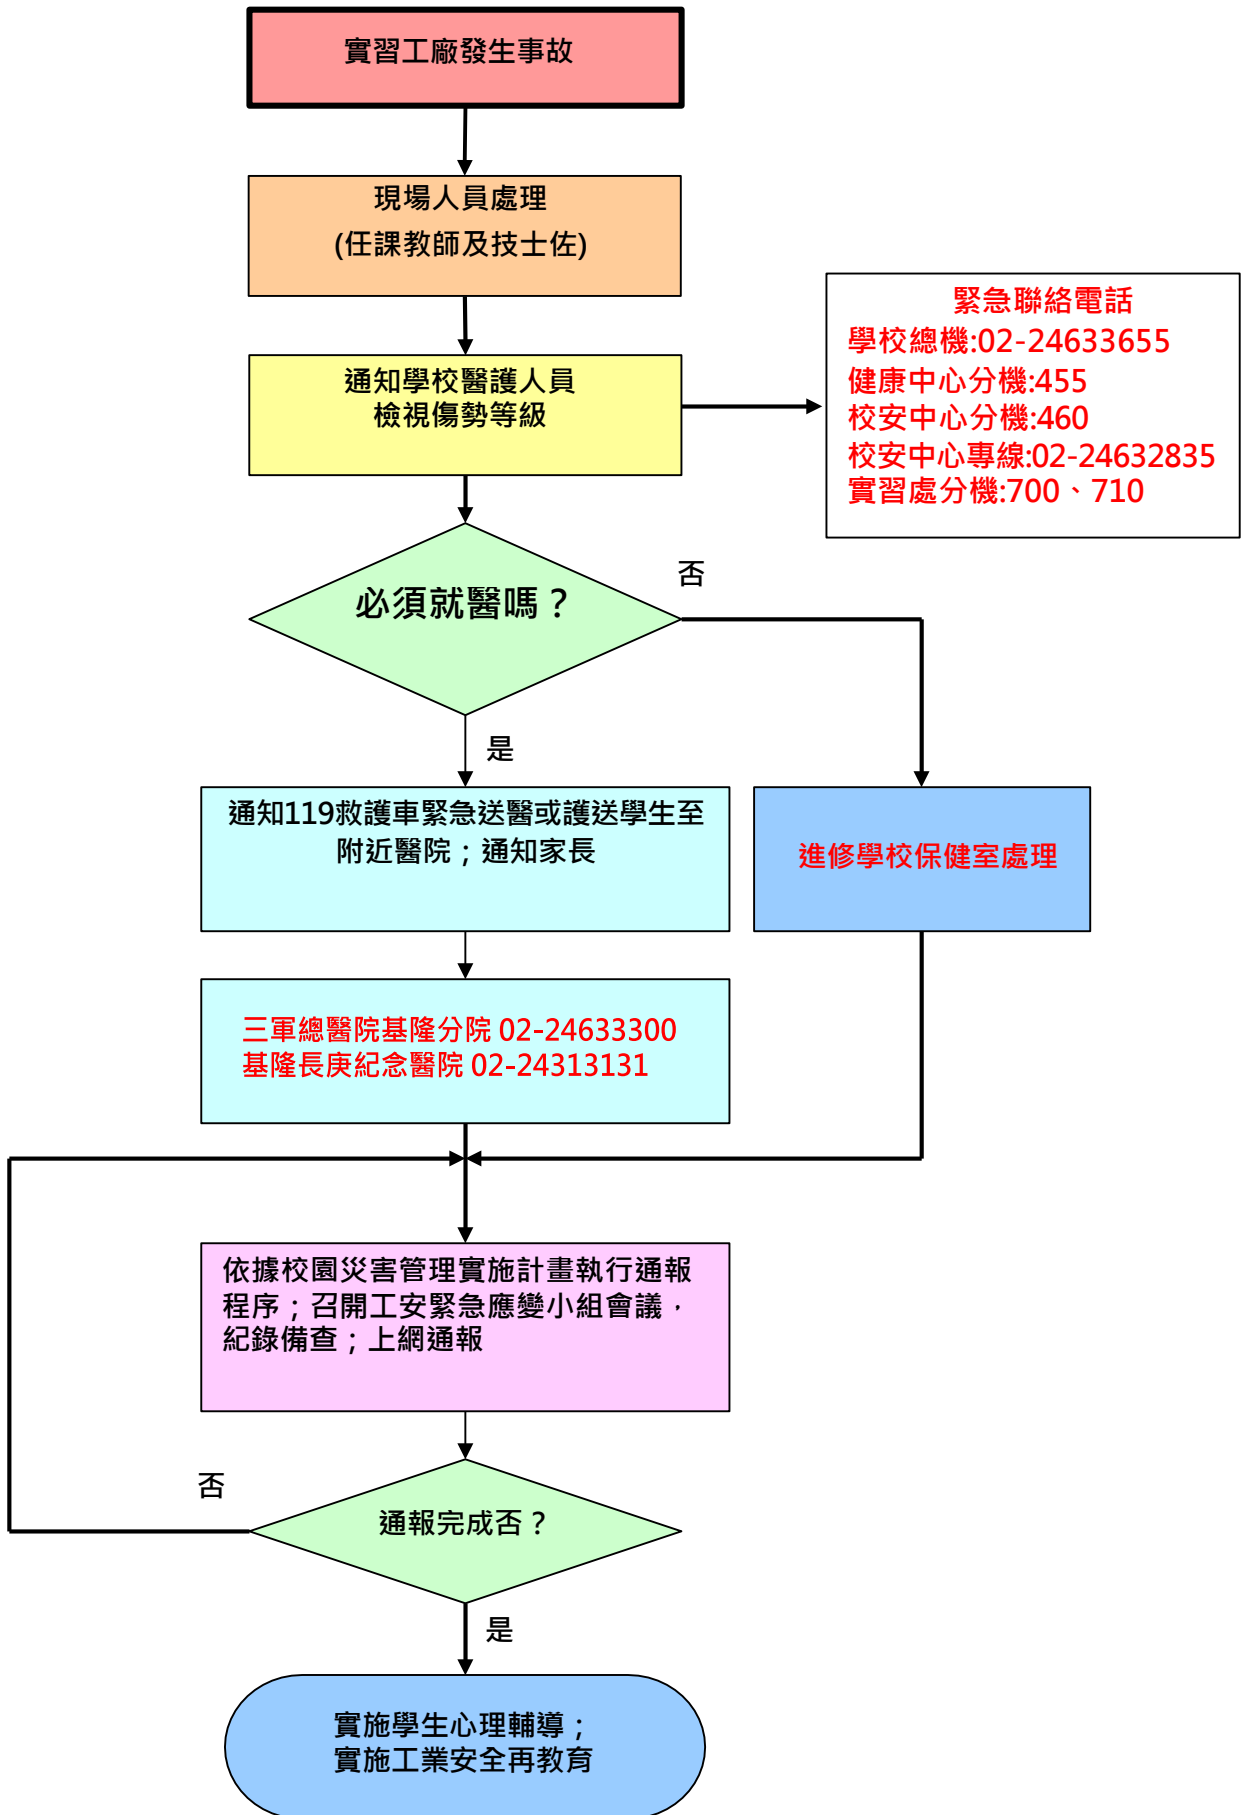 實習工廠發生事故
現場人員處理
(任課教師及技士佐)
通知學校醫護人員
檢視傷勢等級
緊急聯絡電話
學校總機:02-24633655
健康中心分機:455
校安中心分機:460
校安中心專線:02-24632835
實習處分機:700、710
必須就醫嗎？
否
是
通知119救護車緊急送醫或護送學生至
附近醫院；通知家長
進修學校保健室處理
三軍總醫院基隆分院 02-24633300
基隆長庚紀念醫院 02-24313131
依據校園災害管理實施計畫執行通報
程序；召開工安緊急應變小組會議，
紀錄備查；上網通報
否
通報完成否？
是
實施學生心理輔導；
實施工業安全再教育